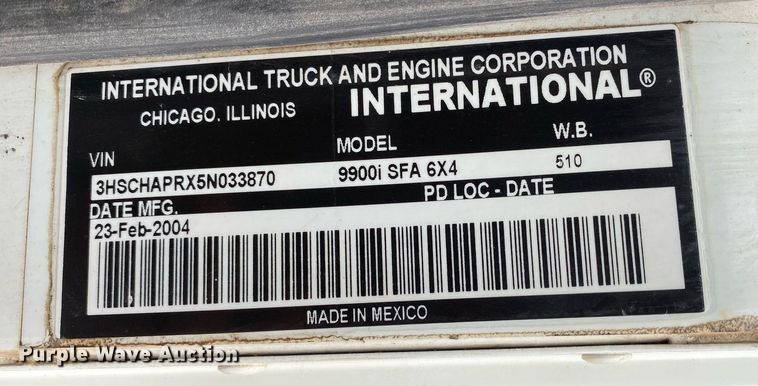 INTERNATIONAL TRUCK AND ENGINE CORPORATION
CHICAGO, ILLINOIS INTERNATIONAL®
VIN MODEL W.B.
3HSCHAPRX5N033870 9900i SFA 6X4 510
DATE MFG. PD LOC - DATE
23-Feb-2004
MADE IN MEXICO
Purple Wave Auction